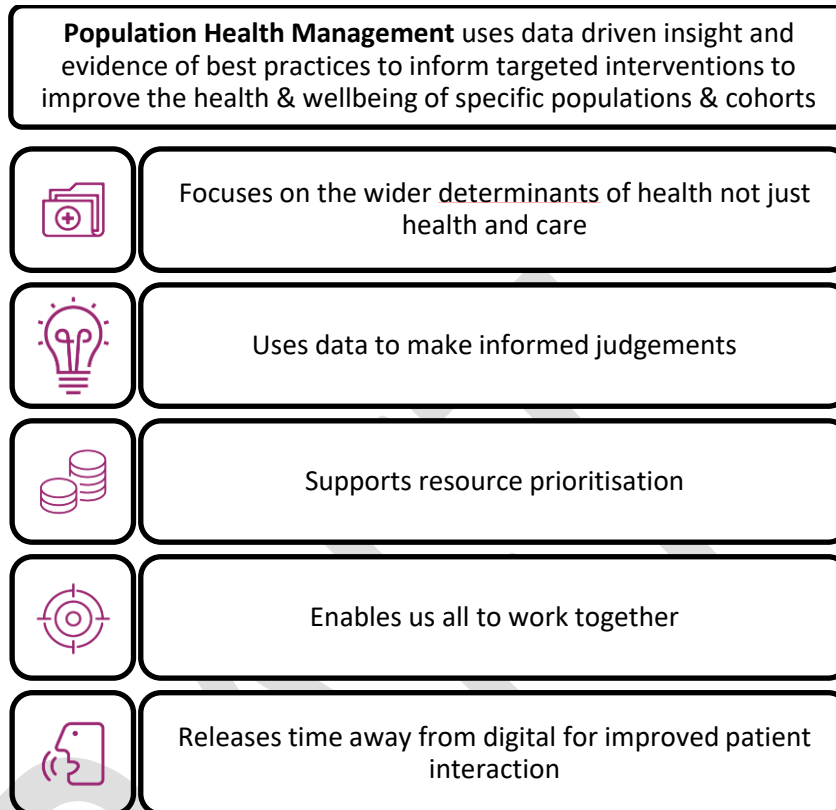 Population Health Management uses data driven insight and
evidence of best practices to inform targeted interventions to
improve the health & wellbeing of specific populations & cohorts
Focuses on the wider determinants of health not just
health and care
Uses data to make informed judgements
Supports resource prioritisation
Enables us all to work together
Releases time away from digital for improved patient
interaction